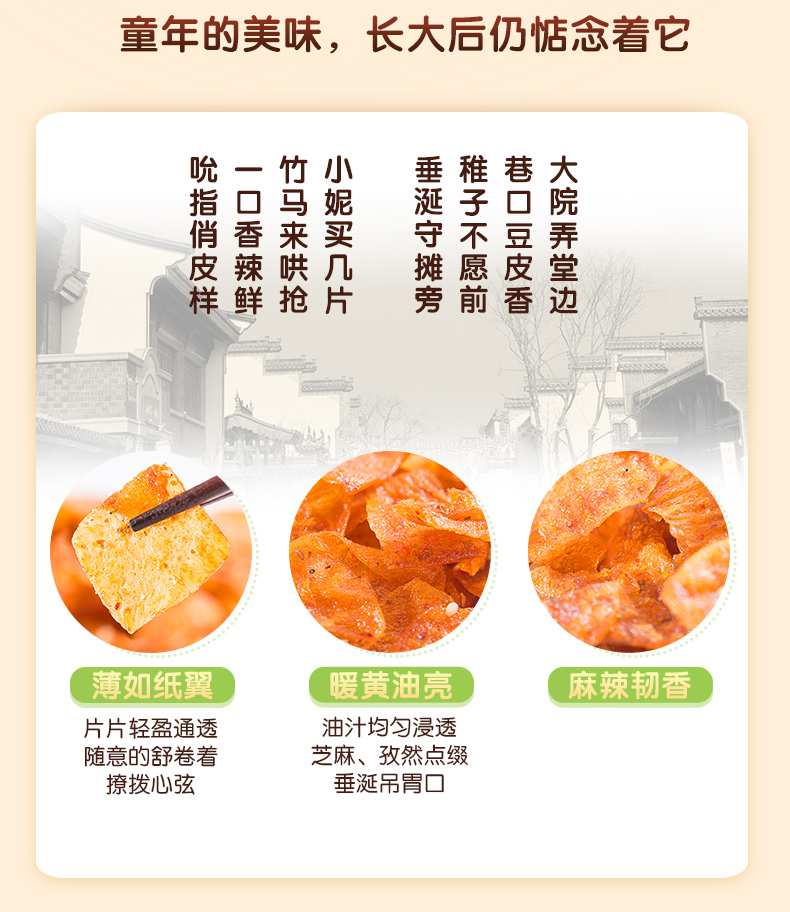 童年的美味，长大后仍惦念着它
大院弄堂边
巷口豆皮香
稚子不愿前
垂涎守摊旁
小妮买几片
竹马来哄抢
一口香辣鲜
吮指俏皮样
薄如纸翼
片片轻盈通透
随意的舒卷着
撩拨心弦
暖黄油亮
油汁均匀浸透
芝麻、孜然点缀
垂涎吊胃口
麻辣韧香